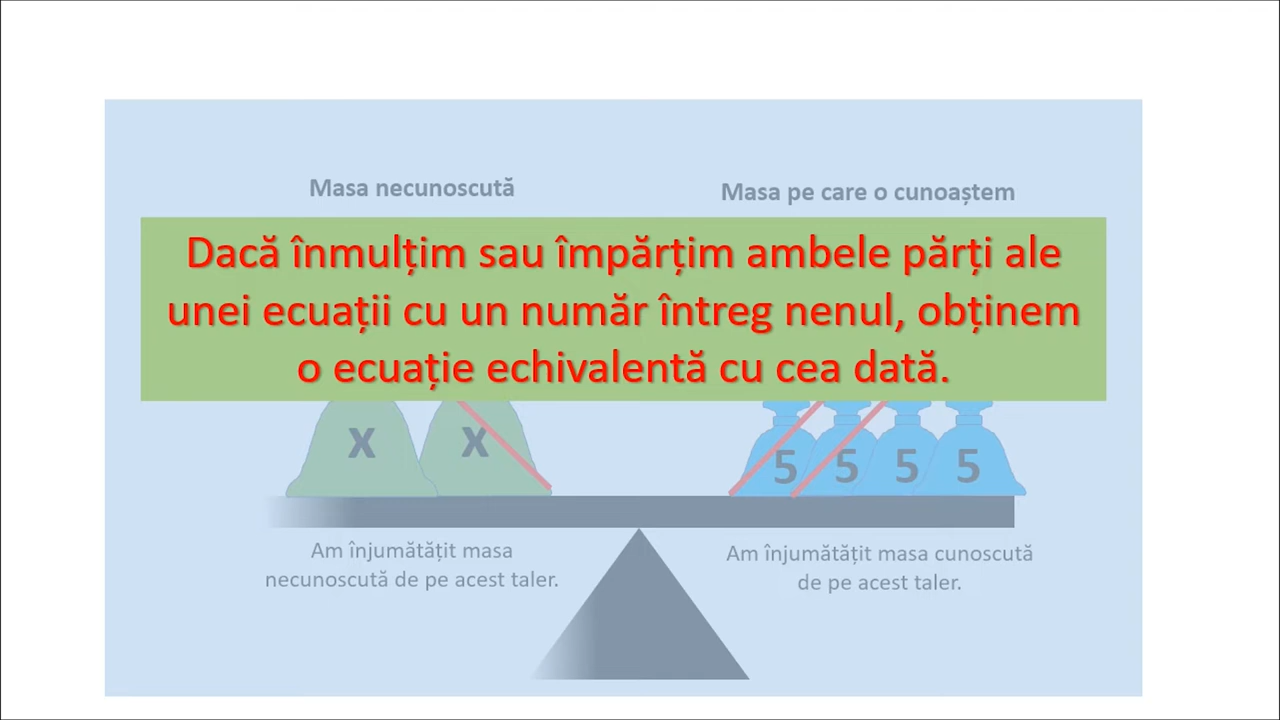 Masa necunoscută
Masa pe care o cunoaștem
Dacă înmulțim sau împărțim ambele părți ale
unei ecuații cu un număr întreg nenul, obținem
o ecuație echivalentă cu cea dată.
X X
5 5 5 5
Am înjumătățit masa
necunoscută de pe acest taler.
Am înjumătățit masa cunoscută
de pe acest taler.